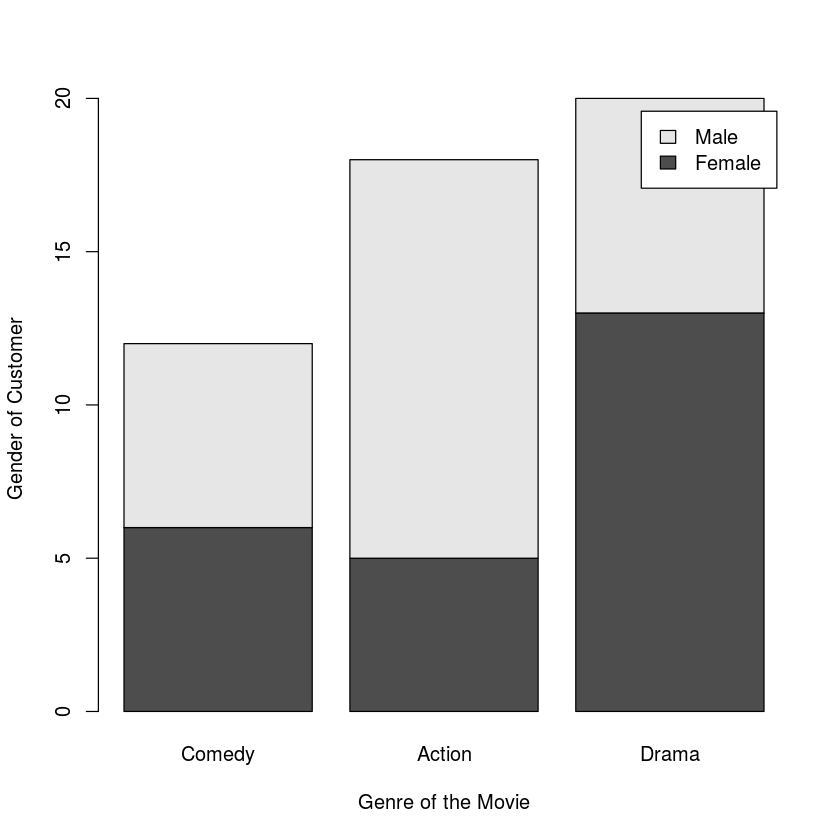 20
15
10
5
0
Gender of Customer
Male
Female
Comedy Action Drama
Genre of the Movie